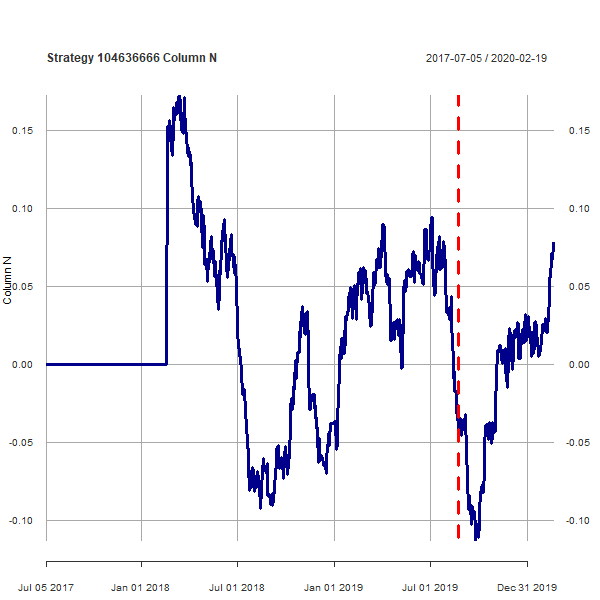 Strategy 104636666 Column N
2017-07-05 / 2020-02-19
Column N
0.15
0.10
0.05
0.00
-0.05
-0.10
0.15
0.10
0.05
0.00
-0.05
-0.10
Jul 05 2017
Jan 01 2018
Jul 01 2018
Jan 01 2019
Jul 01 2019
Dec 31 2019